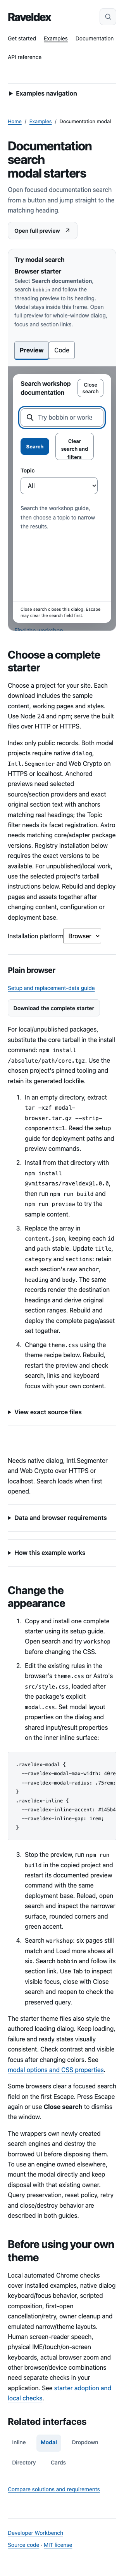 Raveldex
Get started Examples Documentation
API reference
▸ Examples navigation
Home / Examples / Documentation modal
Documentation
search
modal starters
Open focused documentation search
from a button and jump straight to the
matching heading.
Open full preview ↗
Try modal search
Browser starter
Select Search documentation,
search bobbin and follow the
threading preview to its heading.
Modal stays inside this frame. Open
full preview for whole-window dialog,
focus and section links.
Preview Code
Search workshop
documentation
Close
search
Try bobbin or worksho
Search
Clear
search and
filters
Topic
All
Search the workshop guide,
then choose a topic to narrow
the results.
Close search closes this dialog. Escape
may clear the search field first.
Choose a complete
starter
Choose a project for your site. Each
download includes the sample
content, working pages and styles.
Use Node 24 and npm; serve the built
files over HTTP or HTTPS.
Index only public records. Both modal
projects require native dialog,
Intl.Segmenter and Web Crypto on
HTTPS or localhost. Anchored
previews need selected
source/section providers and exact
matching real headings; the Topic
filter needs its facet registration. Astro
needs matching core/adapter package
versions. Registry installation requires
the exact versions to be
available. For unpublished/local work,
use the selected project's tarball
instructions below. Rebuild and deploy
pages and assets together after
changing content, configuration or
deployment base.
Installation platform Browser
Plain browser
Setup and replacement-data guide
Download the complete starter
For local/unpublished packages,
substitute the core tarball in the install
command: npm install
/absolute/path/core.tgz. Use the
project's pinned build tooling and
retain its generated lockfile.
1. In an empty directory, extract
tar -xzf modal-
browser.tar.gz --strip-
components=1. Read the setup
guide for deployment paths and
preview commands.
2. Install from that directory with
npm install
@vmitsaras/raveldex@1.0.0,
then run npm run build and
npm run preview to try the
sample content.
3. Replace the array in
content.json, keeping each id
and date. Update title,
category and sections: retain
each section's raw anchor,
heading and body. The same
records render the destination
headings and the real original
section ranges. Rebuild and
deploy the complete page/asset
set together.
4. Change theme.css using the
theme recipe below. Rebuild,
restart the preview and check
search, links and keyboard
focus with your own content.
▸ View exact source files
Needs native dialog, Intl.Segmenter
and Web Crypto over HTTPS or
localhost. Search loads when first
opened.
▸ Data and browser requirements
▸ How this example works
Change the
appearance
1. Copy and install one complete
starter using its setup guide.
Open search and try workshop
before changing the CSS.
2. Edit the existing rules in the
browser's theme.css or Astro's
src/style.css, loaded after
the package's explicit
modal.css. Set modal layout
properties on the dialog and
shared input/result properties
on the inner inline surface:
.raveldex-modal {
--raveldex-modal-max-width: 40re
--raveldex-modal-radius: .75rem;
}
.raveldex-inline {
--raveldex-inline-accent: #145b4
--raveldex-inline-gap: 1rem;
}
3. Stop the preview, run npm run
build in the copied project and
restart its documented preview
command with the same
deployment base. Reload, open
search and inspect the narrower
surface, rounded corners and
green accent.
4. Search workshop: six pages still
match and Load more shows all
six. Search bobbin and follow its
section link. Use Tab to inspect
visible focus, close with Close
search and reopen to check the
preserved query.
The starter theme files also style the
authored loading dialog. Keep loading,
failure and ready states visually
consistent. Check contrast and visible
focus after changing colors. See
modal options and CSS properties.
Some browsers clear a focused search
field on the first Escape. Press Escape
again or use Close search to dismiss
the window.
The wrappers own newly created
search engines and destroy the
borrowed UI before disposing them.
To use an engine owned elsewhere,
mount the modal directly and keep
disposal with that existing owner.
Query preservation, reset policy, retry
and close/destroy behavior are
described in both guides.
Before using your own
theme
Local automated Chrome checks
cover installed examples, native dialog
keyboard/focus behavior, scripted
composition, first-open
cancellation/retry, corner cleanup and
emulated narrow/theme layouts.
Human screen-reader speech,
physical IME/touch/on-screen
keyboards, actual browser zoom and
other browser/device combinations
need separate checks in your
application. See starter adoption and
local checks.
Related interfaces
Inline Modal Dropdown
Directory Cards
Compare solutions and requirements
Developer Workbench
Source code · MIT license